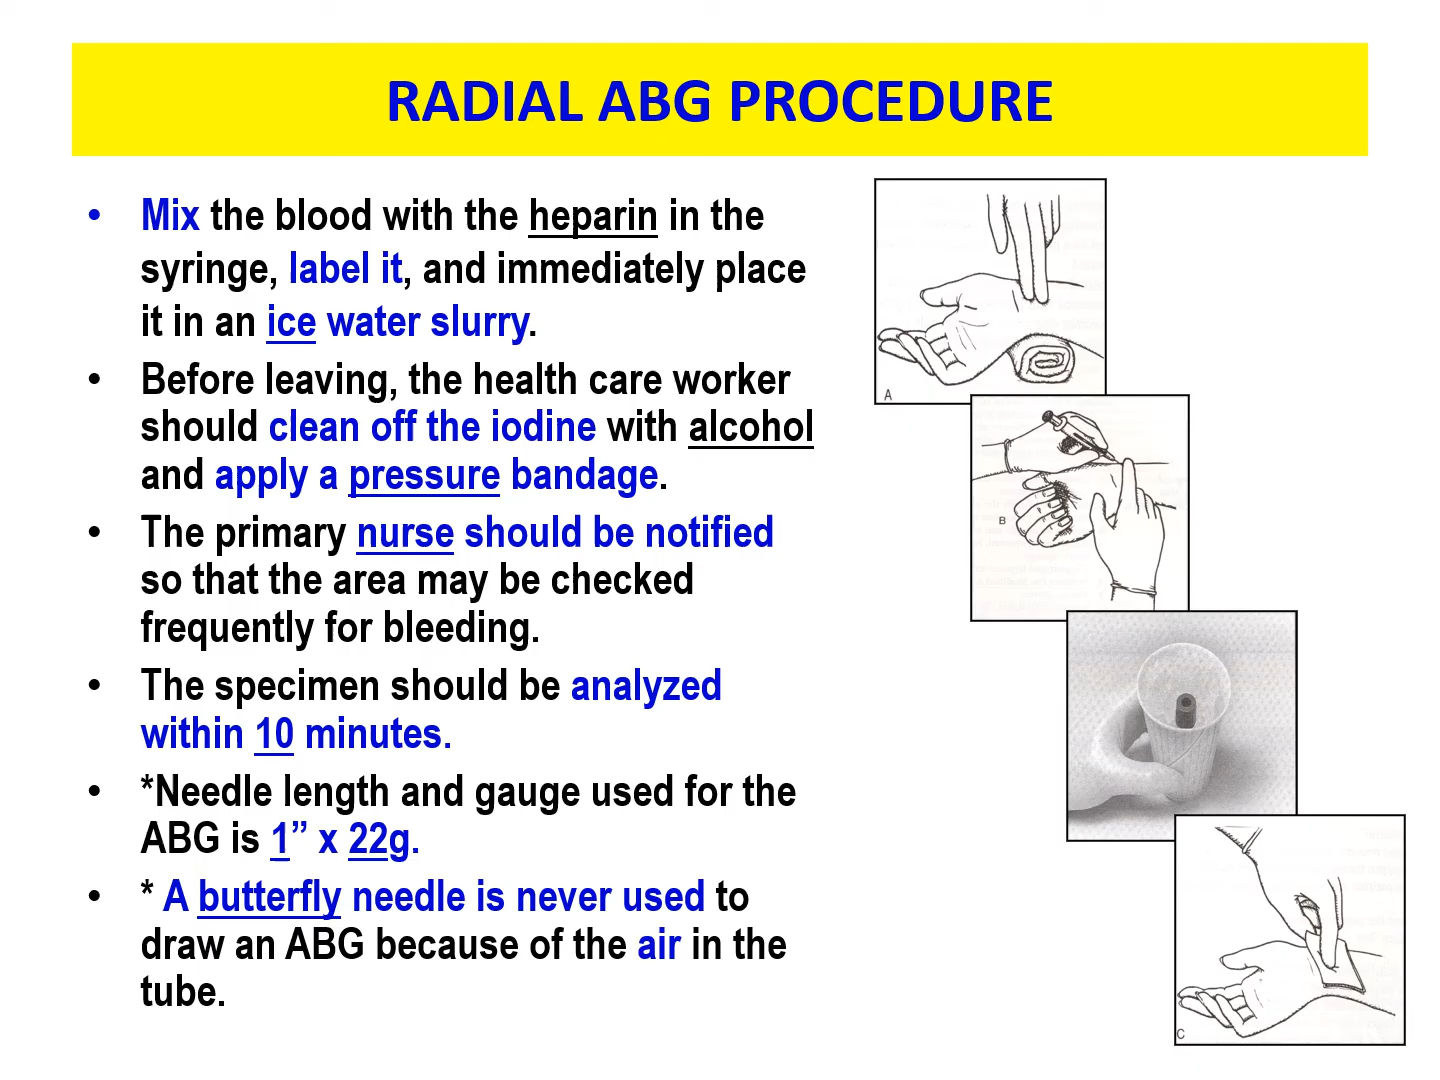 RADIAL ABG PROCEDURE
• Mix the blood with the heparin in the
syringe, label it, and immediately place
it in an ice water slurry.
• Before leaving, the health care worker
should clean off the iodine with alcohol
and apply a pressure bandage.
• The primary nurse should be notified
so that the area may be checked
frequently for bleeding.
• The specimen should be analyzed
within 10 minutes.
• *Needle length and gauge used for the
ABG is 1” x 22g.
• * A butterfly needle is never used to
draw an ABG because of the air in the
tube.
A
B
C